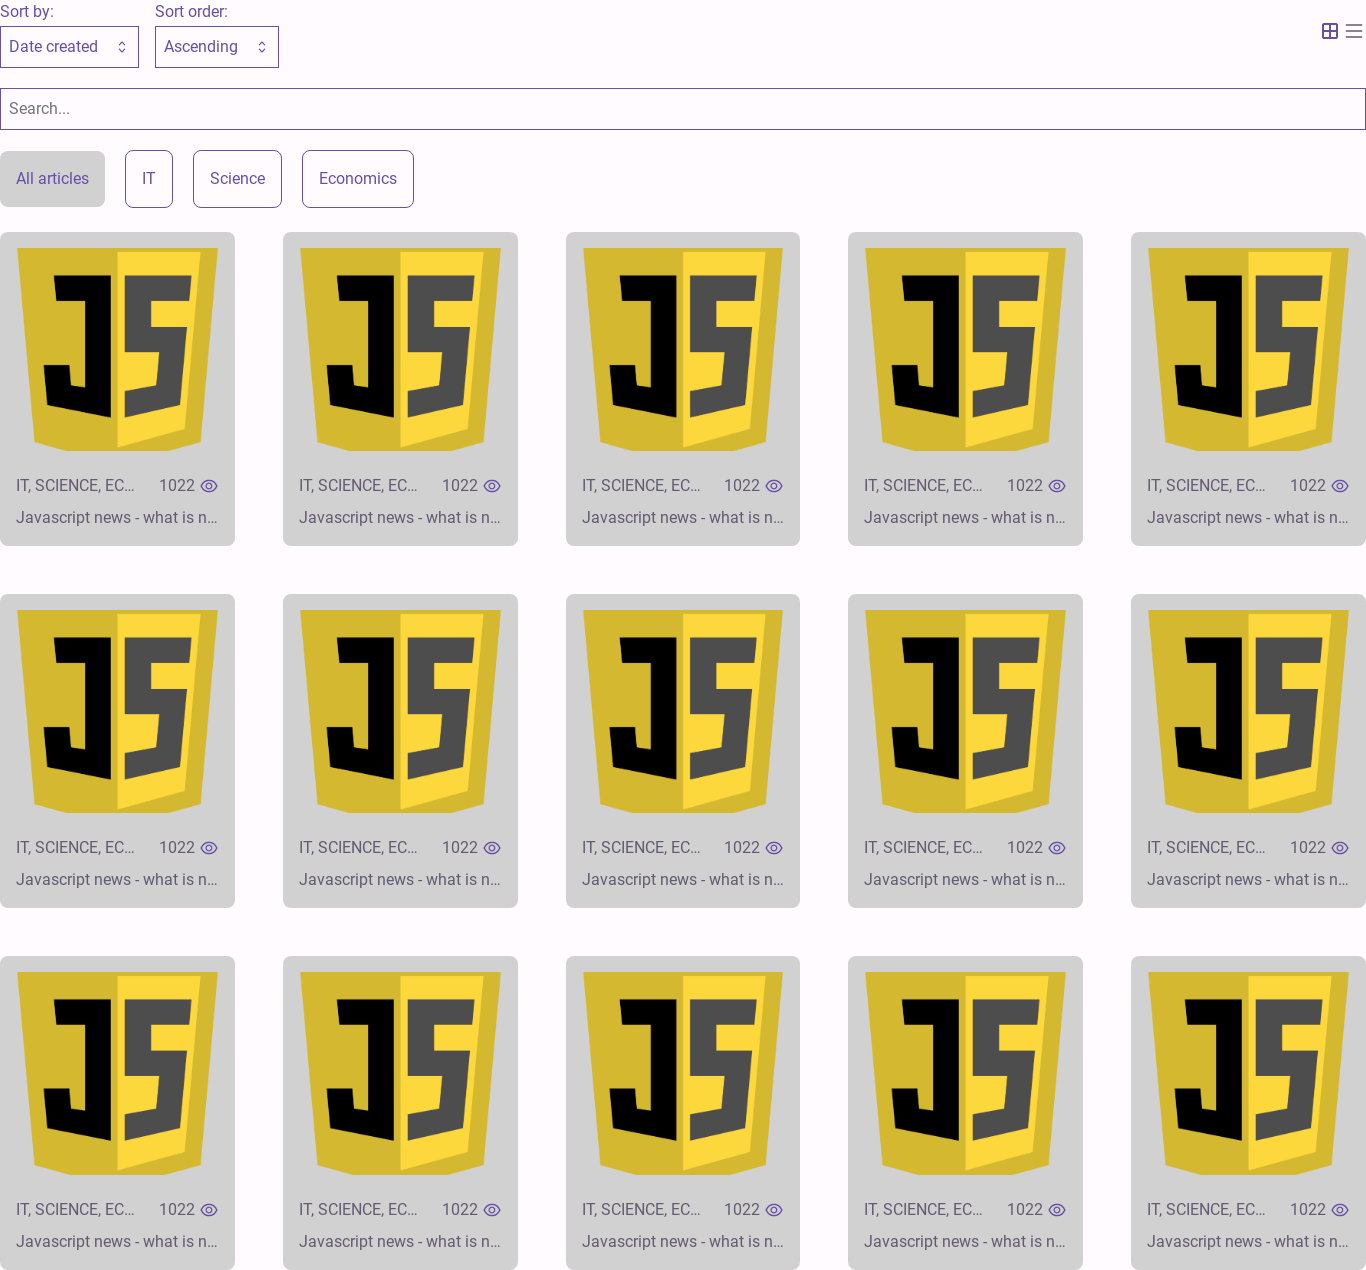 Sort by: Sort order:
Date created Ascending
Search...
All articles IT Science Economics
JS JS JS JS JS
IT, SCIENCE, EC... 1022 IT, SCIENCE, EC... 1022 IT, SCIENCE, EC... 1022 IT, SCIENCE, EC... 1022 IT, SCIENCE, EC... 1022
Javascript news - what is n... Javascript news - what is n... Javascript news - what is n... Javascript news - what is n... Javascript news - what is n...
JS JS JS JS JS
IT, SCIENCE, EC... 1022 IT, SCIENCE, EC... 1022 IT, SCIENCE, EC... 1022 IT, SCIENCE, EC... 1022 IT, SCIENCE, EC... 1022
Javascript news - what is n... Javascript news - what is n... Javascript news - what is n... Javascript news - what is n... Javascript news - what is n...
JS JS JS JS JS
IT, SCIENCE, EC... 1022 IT, SCIENCE, EC... 1022 IT, SCIENCE, EC... 1022 IT, SCIENCE, EC... 1022 IT, SCIENCE, EC... 1022
Javascript news - what is n... Javascript news - what is n... Javascript news - what is n... Javascript news - what is n... Javascript news - what is n...